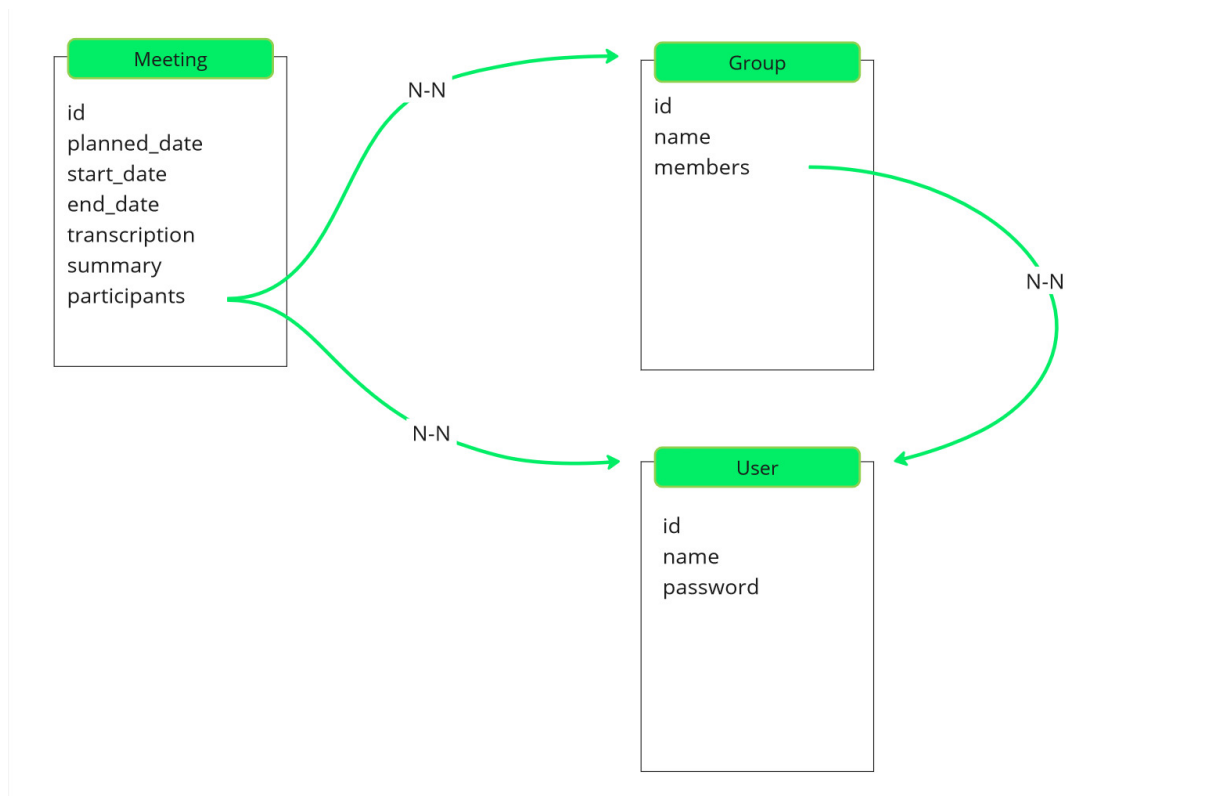 Meeting
id
planned_date
start_date
end_date
transcription
summary
participants
N-N
N-N
Group
id
name
members
N-N
User
id
name
password